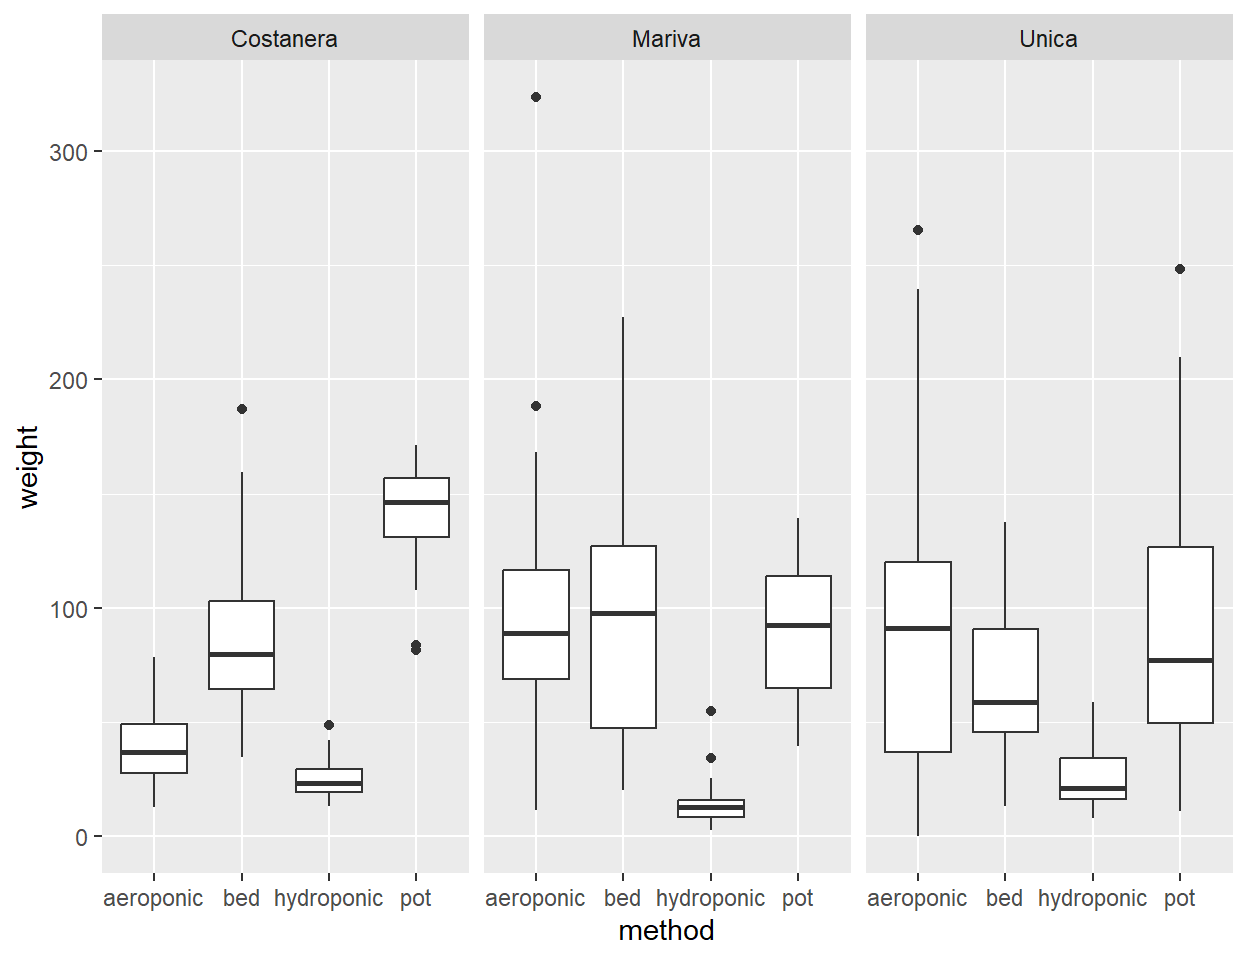 Costanera Mariva Unica
300
200
100
0
weight
aeroponic bed hydroponic pot aeroponic bed hydroponic pot aeroponic bed hydroponic pot
method